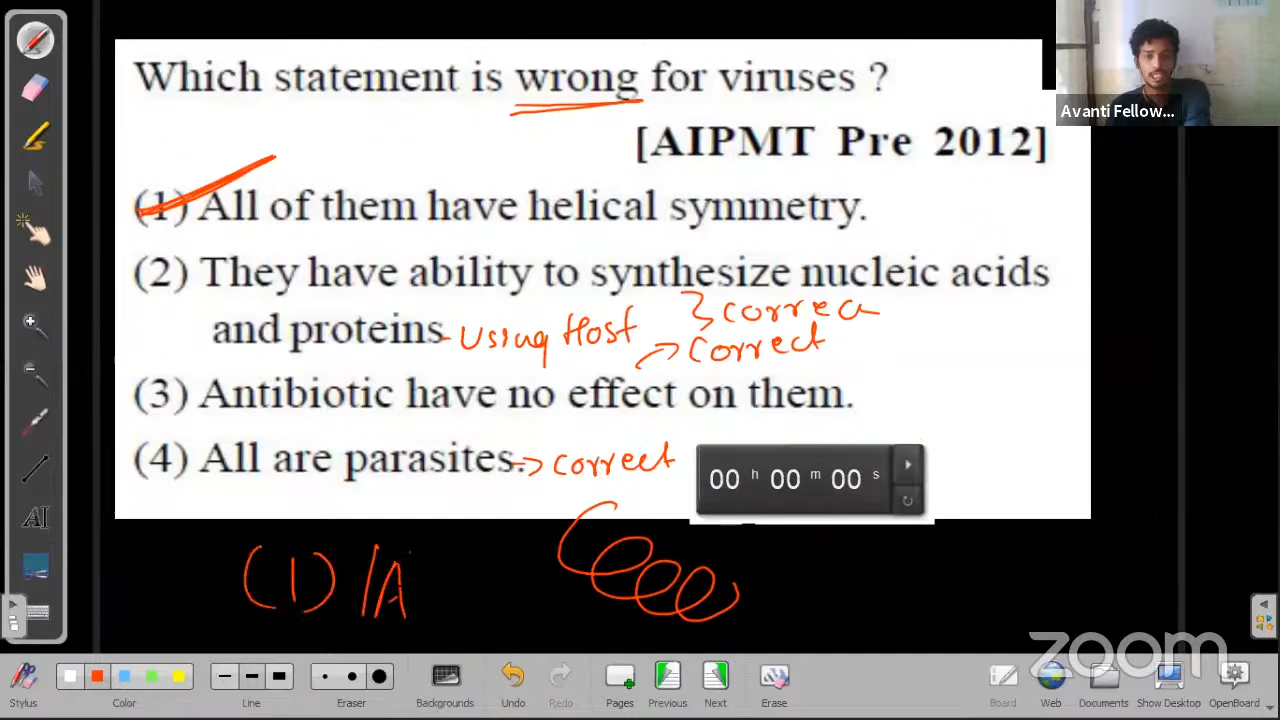 Which statement is wrong for viruses ?
Avanti Fellow...
[AIPMT Pre 2012]
(1) All of them have helical symmetry.
(2) They have ability to synthesize nucleic acids
and proteins - using Host } correc
→ correct
(3) Antibiotic have no effect on them.
(4) All are parasites. → correct
00 h 00 m 00 s
(1) / A
zoom
Stylus Color Line Eraser Backgrounds Undo Redo Pages Previous Next Erase Board Web Documents Show Desktop OpenBoard